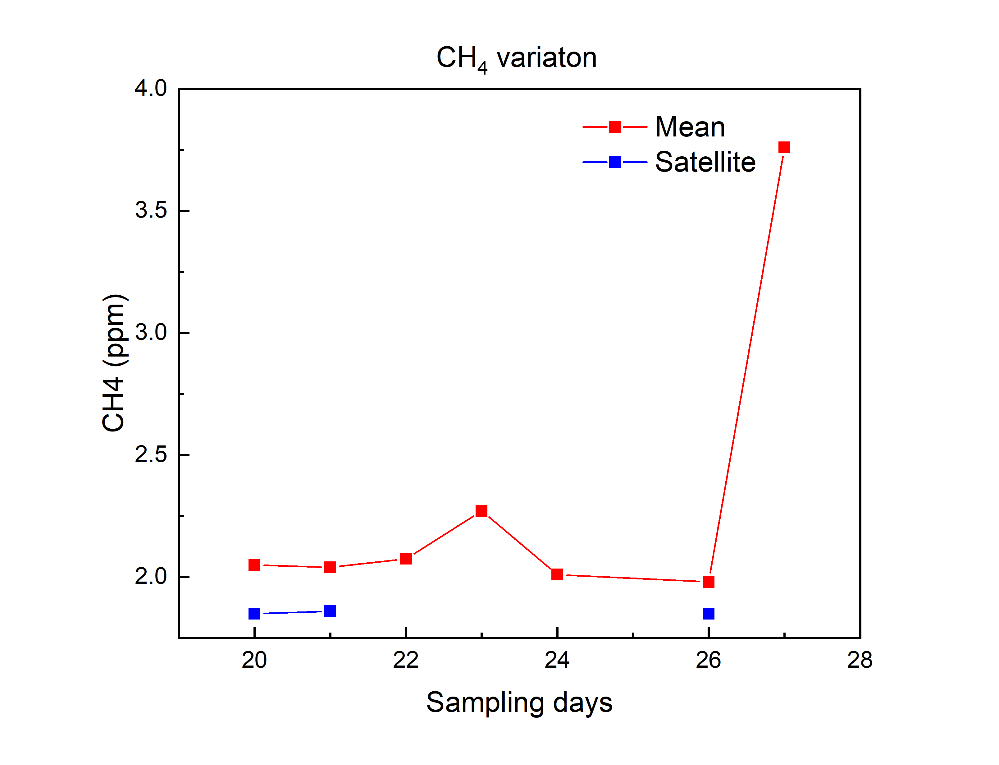 CH₄ variaton
4.0
3.5
3.0
2.5
2.0
CH4 (ppm)
Mean
Satellite
20 22 24 26 28
Sampling days